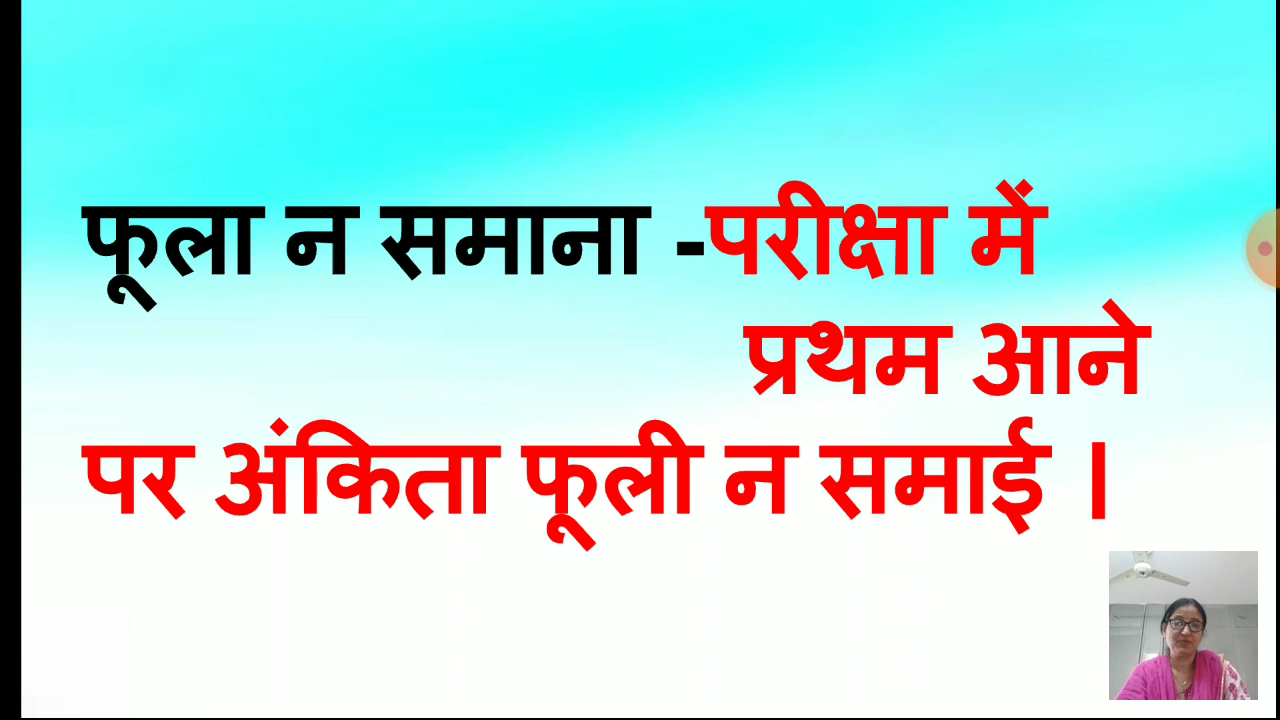 फूला न समाना -परीक्षा में
प्रथम आने
पर अंकिता फूली न समाई ।